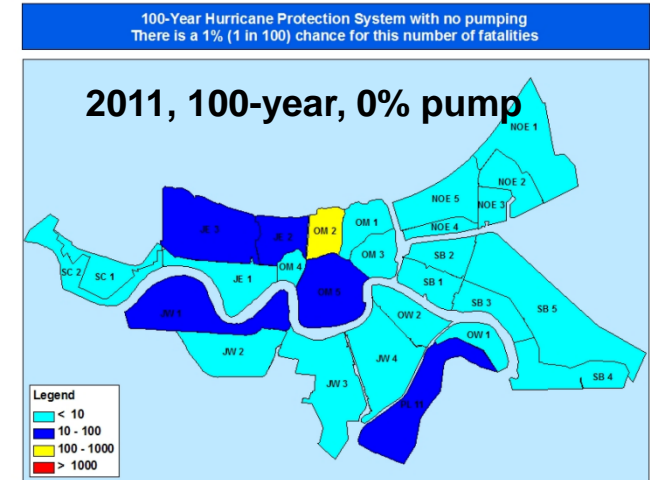 100-Year Hurricane Protection System with no pumping
There is a 1% (1 in 100) chance for this number of fatalities
2011, 100-year, 0% pump
NOE 1
NOE 2
NOE 5
NOE 3
NOE 4
JE 3
JE 2
OM 2
OM 1
OM 3
OM 4
SB 2
SC 2
SC 1
JE 1
OM 5
SB 1
SB 3
SB 5
OW 2
OW 1
JW 2
JW 4
JW 3
SB 4
Legend
< 10
10 - 100
100 - 1000
> 1000